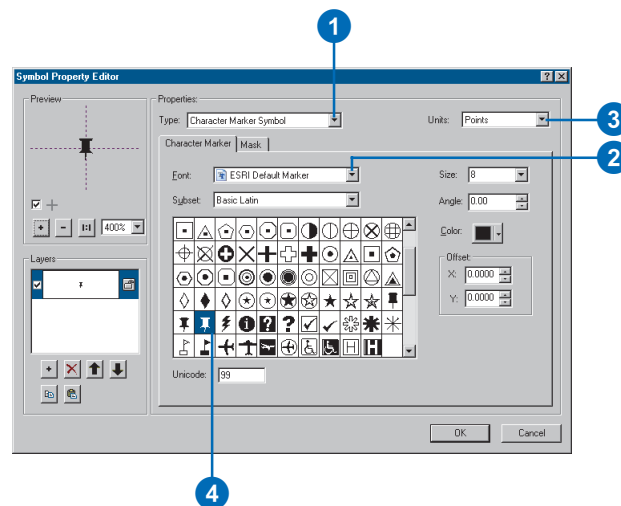 1
Symbol Property Editor
Preview
Properties:
Type: Character Marker Symbol
Units: Points
3
Character Marker Mask
2
Font: ESRI Default Marker
Size: 8
Subset: Basic Latin
Angle: 0.00
400%
Color:
Layers
Offset:
X: 0.0000
Y: 0.0000
Unicode: 99
OK Cancel
4